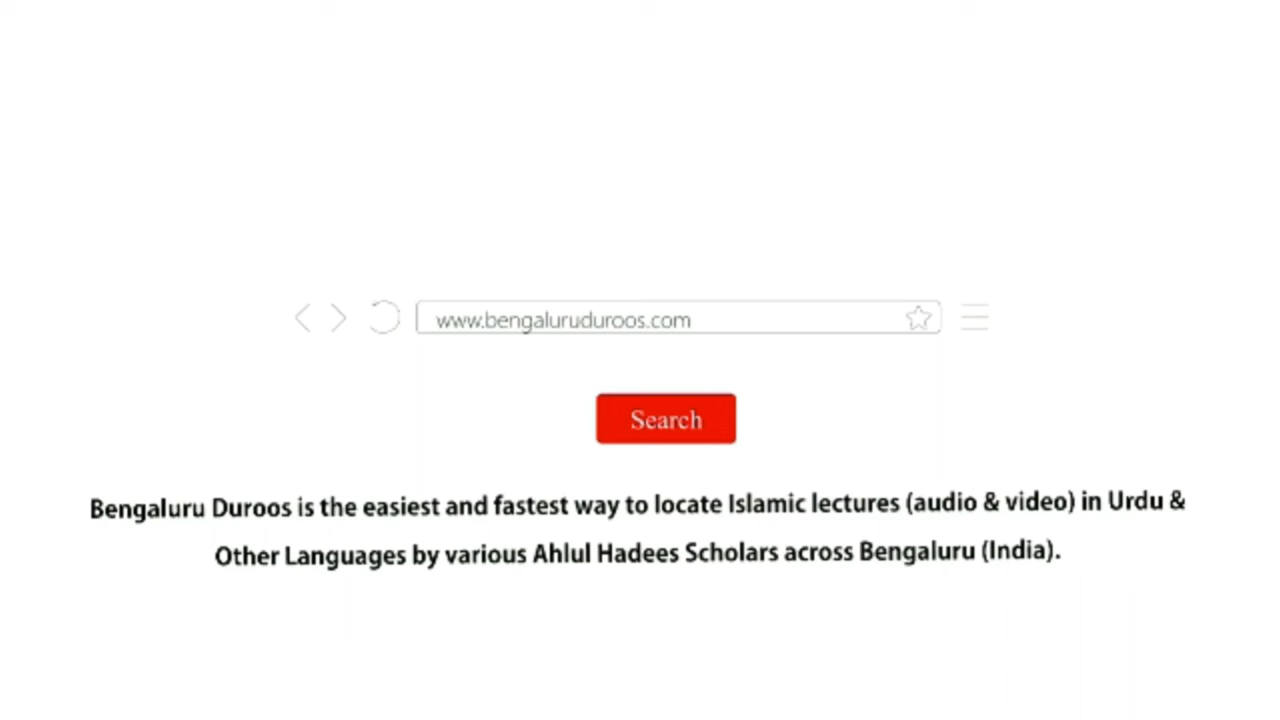 www.bengaluruduroos.com
Search
Bengaluru Duroos is the easiest and fastest way to locate Islamic lectures (audio & video) in Urdu &
Other Languages by various Ahlul Hadees Scholars across Bengaluru (India).